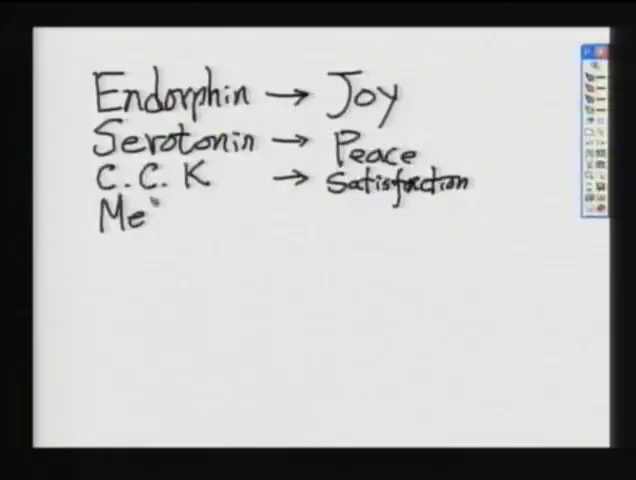 Endorphin → Joy
Serotonin → Peace
C. C. K → Satisfaction
Me